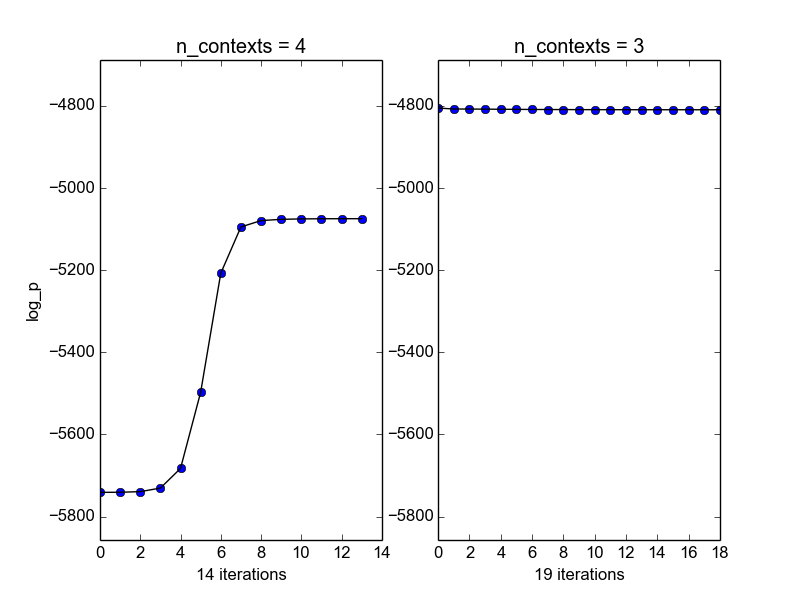 n_contexts = 4
n_contexts = 3
log_p
−4800
−5000
−5200
−5400
−5600
−5800
0 2 4 6 8 10 12 14
14 iterations
−4800
−5000
−5200
−5400
−5600
−5800
0 2 4 6 8 10 12 14 16 18
19 iterations